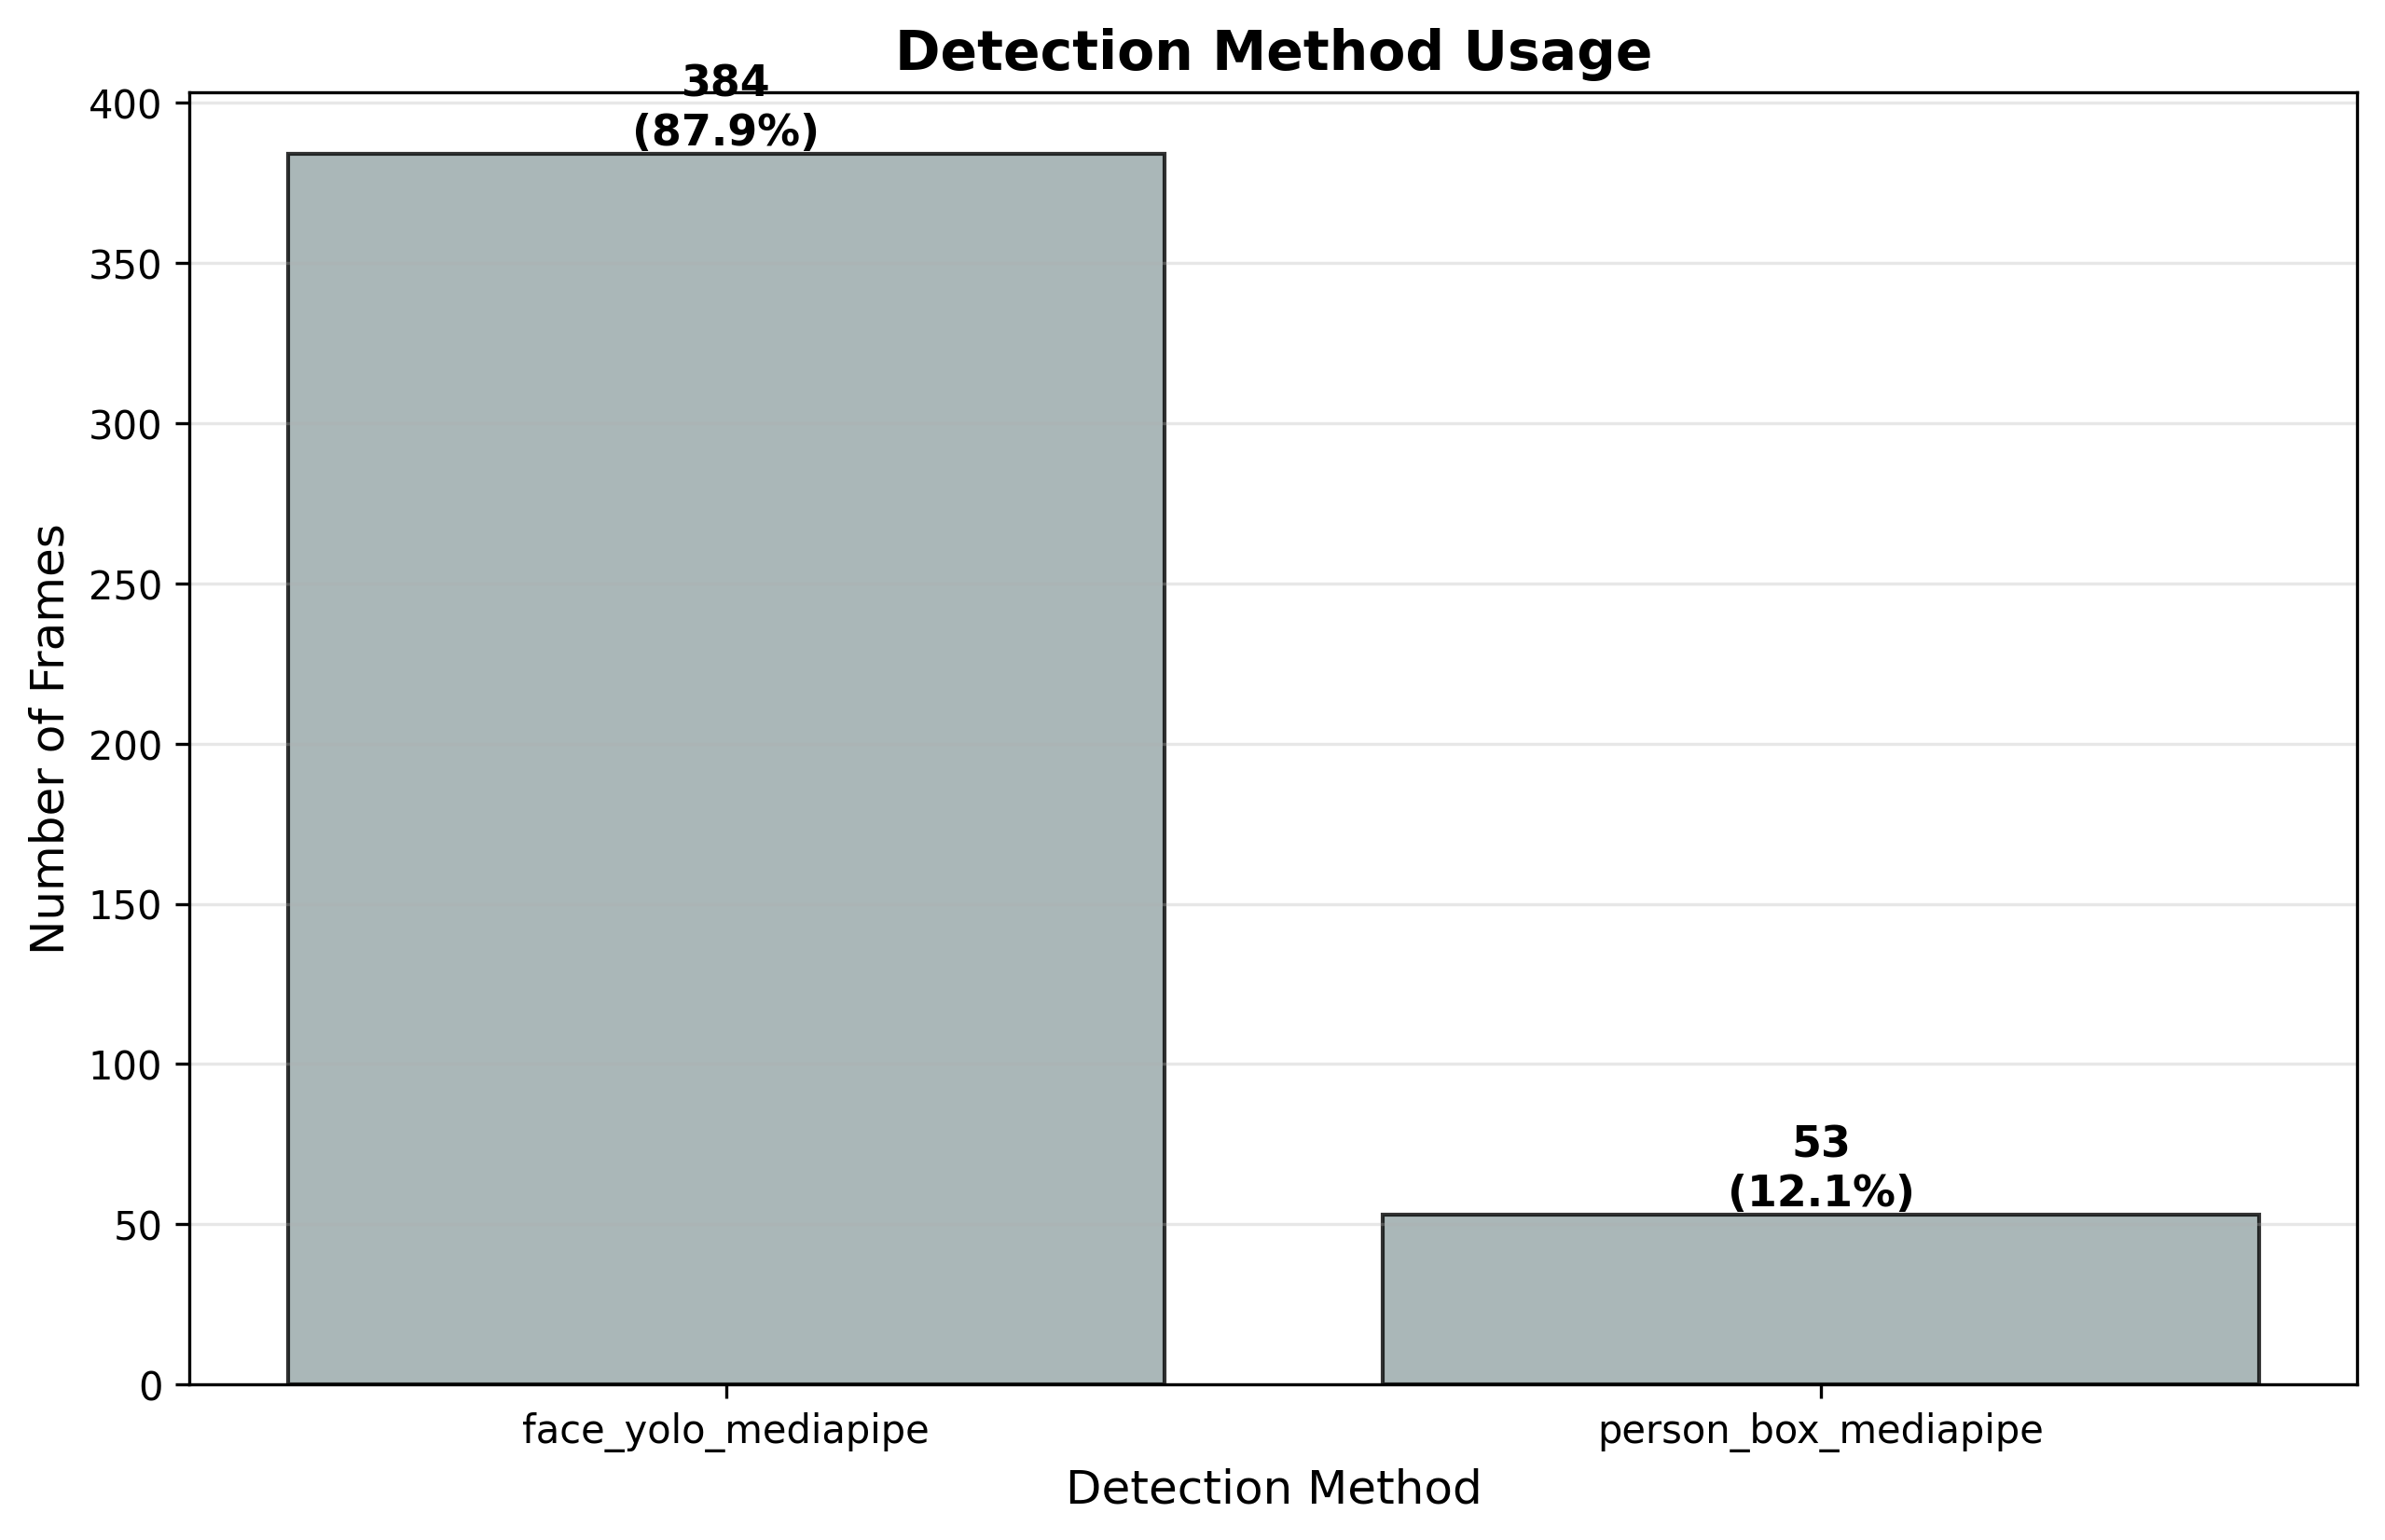 Detection Method Usage
384
(87.9%)
400
350
300
250
200
150
100
50
0
Number of Frames
53
(12.1%)
face_yolo_mediapipe
person_box_mediapipe
Detection Method